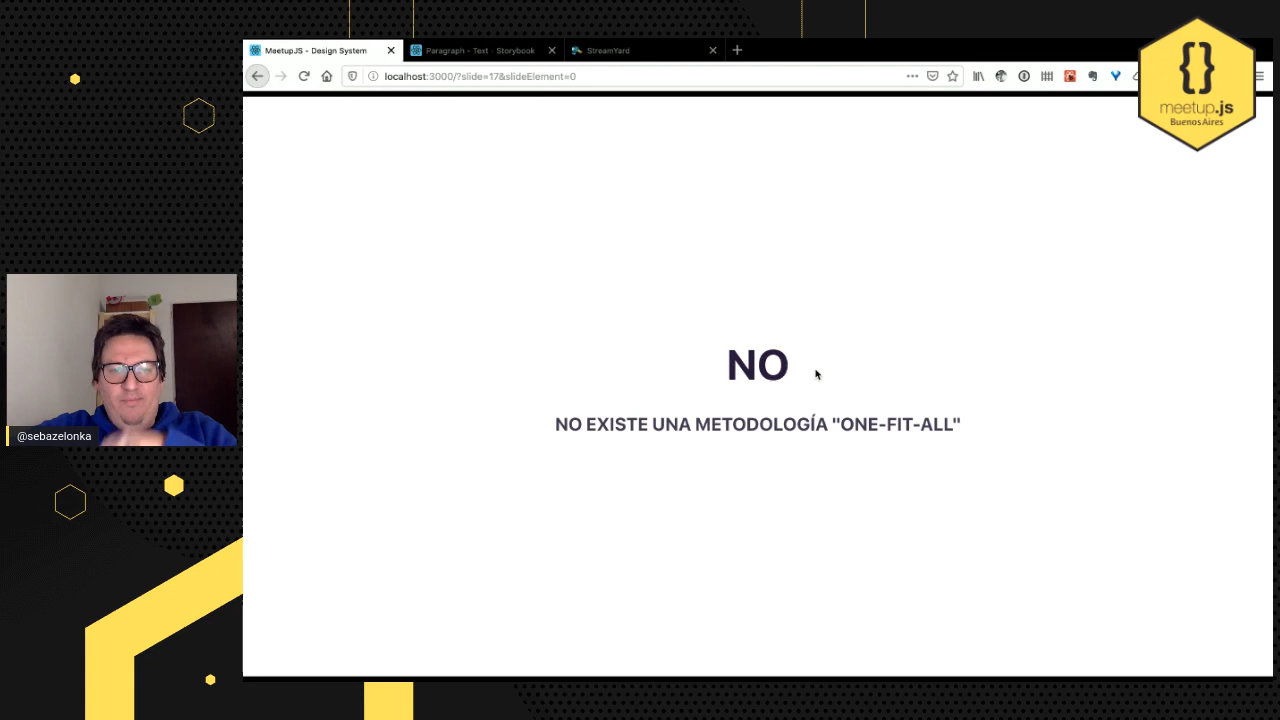 MeetupJS - Design System
Paragraph - Text · Storybook
StreamYard
localhost:3000/?slide=17&slideElement=0
{}
meetup.js
Buenos Aires
NO
NO EXISTE UNA METODOLOGÍA "ONE-FIT-ALL"
@sebazelonka